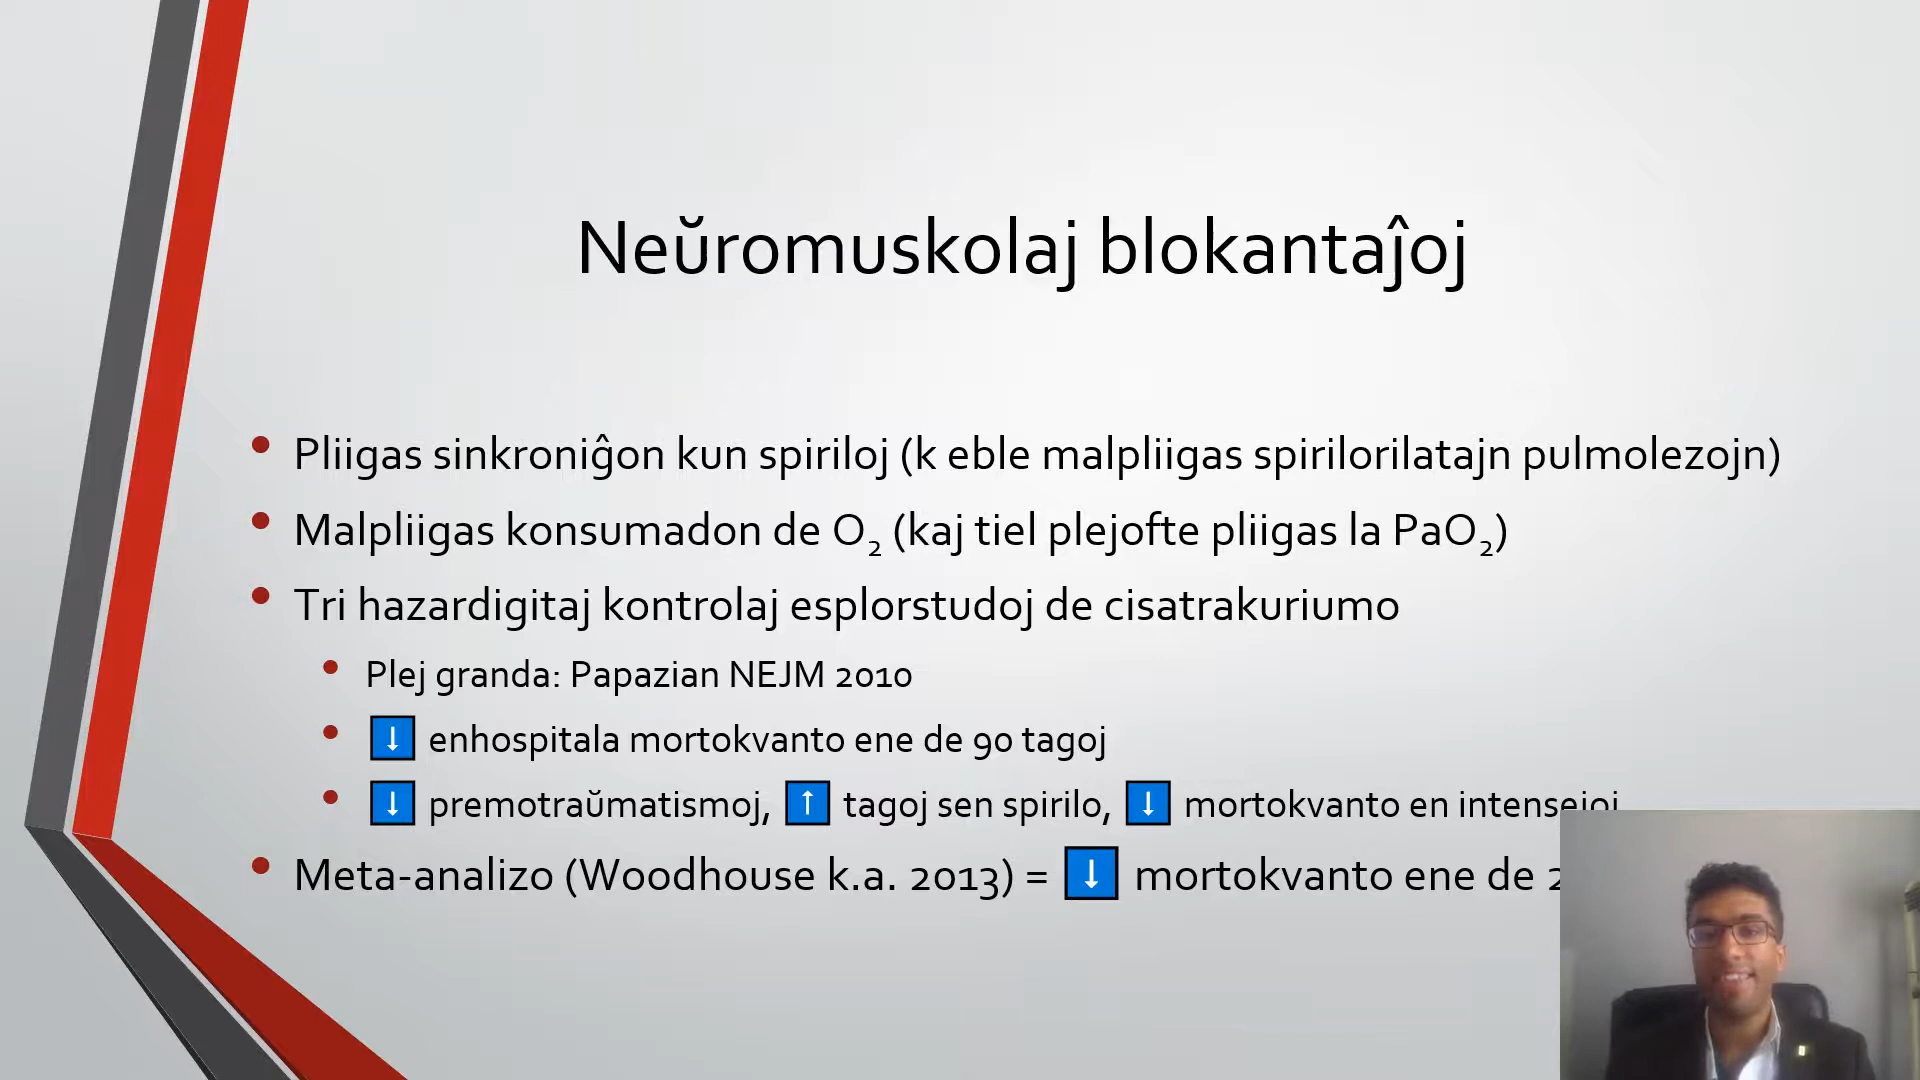 Neŭromuskolaj blokantaĵoj
• Pliigas sinkroniĝon kun spiriloj (k eble malpliigas spirilorilatajn pulmolezojn)
• Malpliigas konsumadon de O₂ (kaj tiel plejofte pliigas la PaO₂)
• Tri hazardigitaj kontrolaj esplorstudoj de cisatrakuriumo
• Plej granda: Papazian NEJM 2010
• ↓ enhospitala mortokvanto ene de 90 tagoj
• ↓ premotraŭmatismoj, ↑ tagoj sen spirilo, ↓ mortokvanto en intensejoj
• Meta-analizo (Woodhouse k.a. 2013) = ↓ mortokvanto ene de